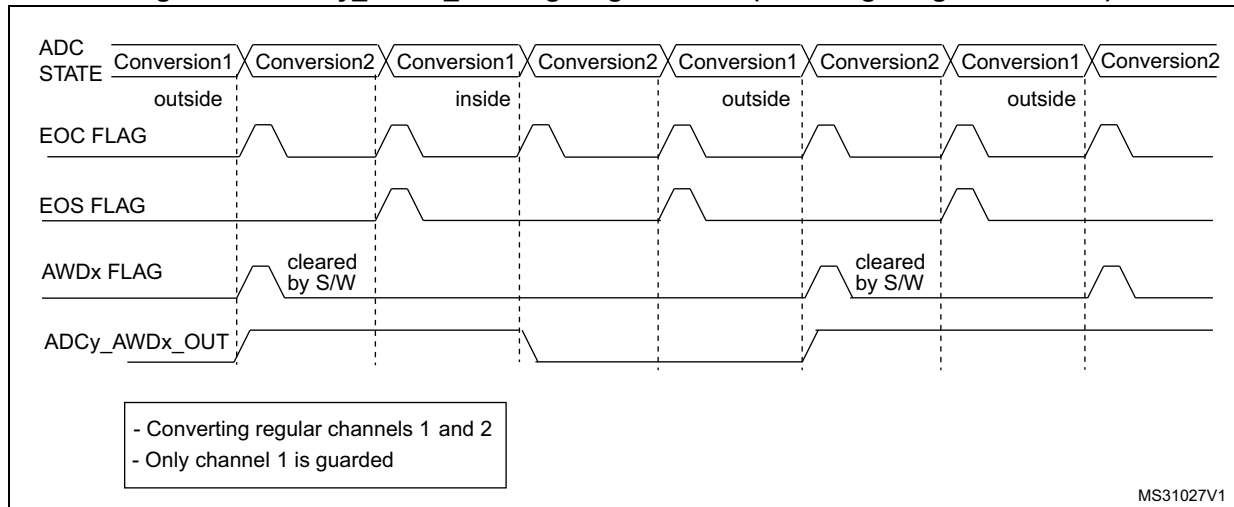 ADC
STATE
Conversion1 Conversion2 Conversion1 Conversion2 Conversion1 Conversion2 Conversion1 Conversion2
outside inside outside outside
EOC FLAG
EOS FLAG
AWDx FLAG
cleared
by S/W
cleared
by S/W
ADCy_AWDx_OUT
- Converting regular channels 1 and 2
- Only channel 1 is guarded
MS31027V1